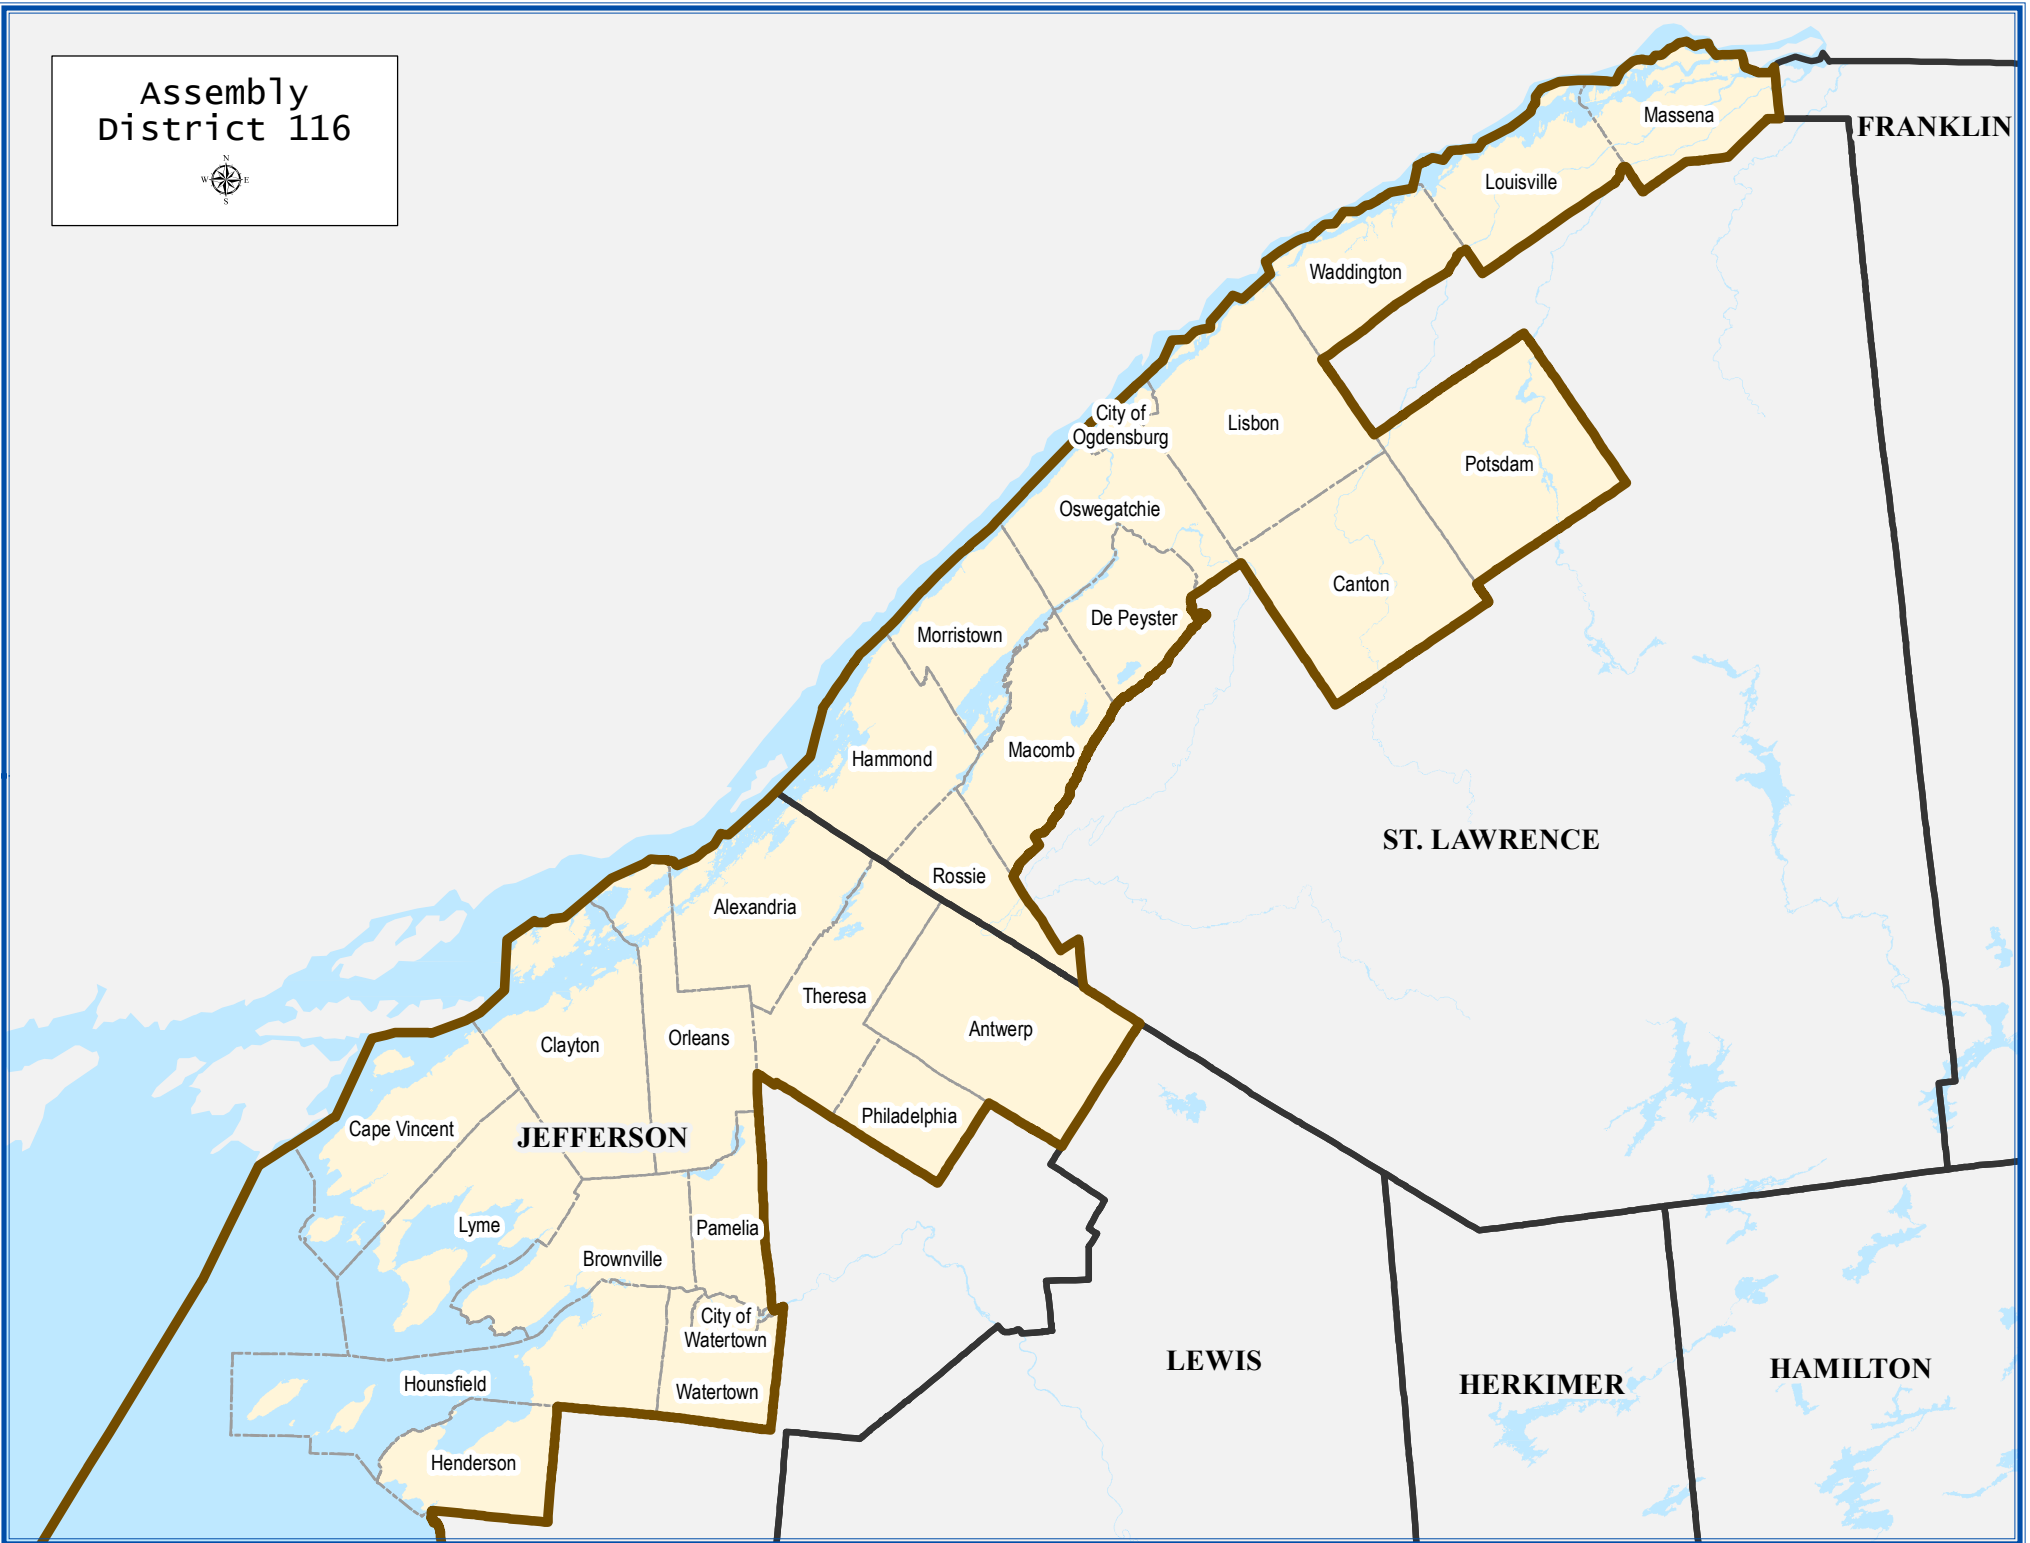 Assembly
District 116
N
W E
S
Massena
FRANKLIN
Louisville
Waddington
City of
Ogdensburg
Lisbon
Potsdam
Oswegatchie
Canton
De Peyster
Morristown
Macomb
Hammond
ST. LAWRENCE
Rossie
Alexandria
Theresa
Antwerp
Orleans
Clayton
Philadelphia
Cape Vincent
JEFFERSON
Lyme
Pamelia
Brownville
City of
Watertown
LEWIS
HERKIMER
HAMILTON
Hounsfield
Watertown
Henderson